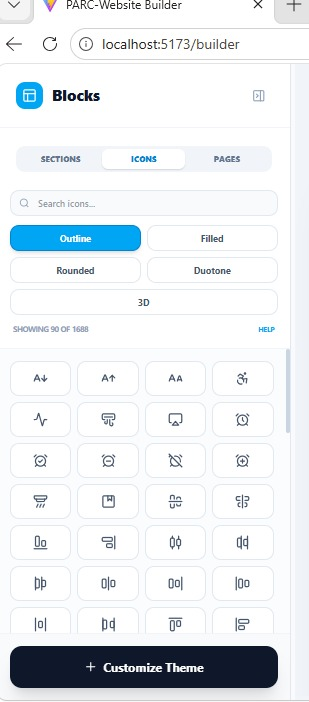 PARC-Website Builder
localhost:5173/builder
Blocks
SECTIONS ICONS PAGES
Search icons...
Outline Filled
Rounded Duotone
3D
SHOWING 90 OF 1688 HELP
+ Customize Theme